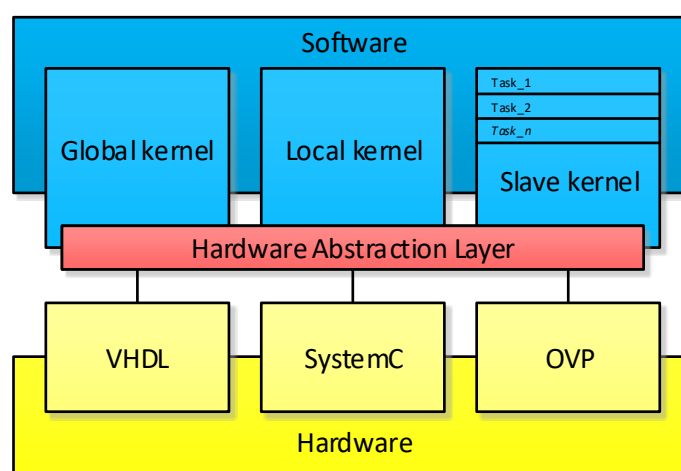 Software
Task_1
Task_2
Task_n
Global kernel
Local kernel
Slave kernel
Hardware Abstraction Layer
VHDL
SystemC
OVP
Hardware